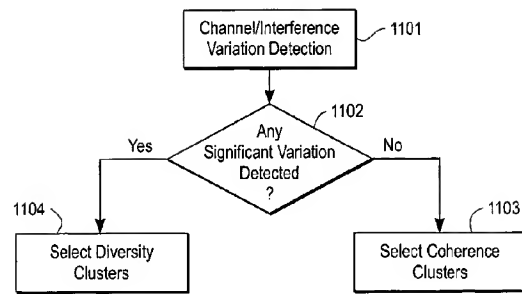 Channel/Interference
Variation Detection
1101
1102
Any
Significant Variation
Detected
?
Yes
No
1104
Select Diversity
Clusters
1103
Select Coherence
Clusters